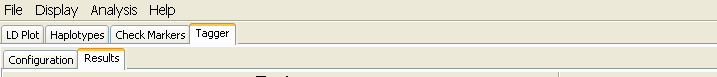 File Display Analysis Help
LD Plot Haplotypes Check Markers Tagger
Configuration Results